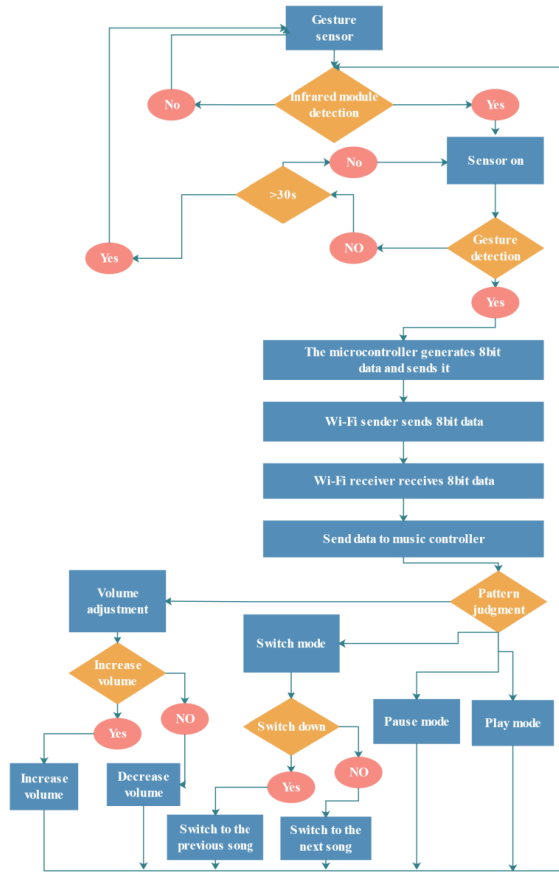 Gesture
sensor
Infrared module
detection
No
Yes
No
Sensor on
>30s
Yes
NO
Gesture
detection
Yes
The microcontroller generates 8bit
data and sends it
Wi-Fi sender sends 8bit data
Wi-Fi receiver receives 8bit data
Send data to music controller
Pattern
judgment
Volume
adjustment
Switch mode
Increase
volume
NO
Yes
Pause mode
Play mode
Switch down
NO
Yes
Increase
volume
Decrease
volume
Switch to the
previous song
Switch to the
next song